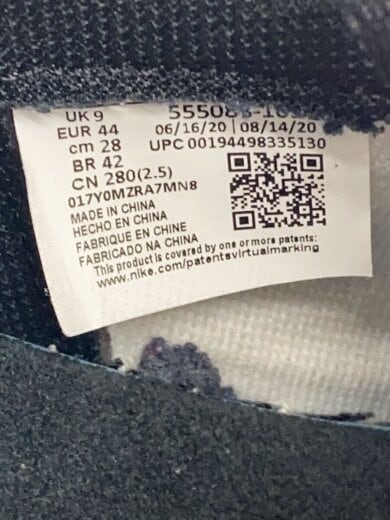 UK 9
EUR 44
cm 28
BR 42
CN 280(2.5)
017Y0MZRA7MN8
06/16/20 | 08/14/20
UPC 00194498335130
MADE IN CHINA
HECHO EN CHINA
FABRIQUE EN CHINE
FABRICADO NA CHINA
This product is covered by one or more patents:
www.nike.com/patentsvirtualmarking